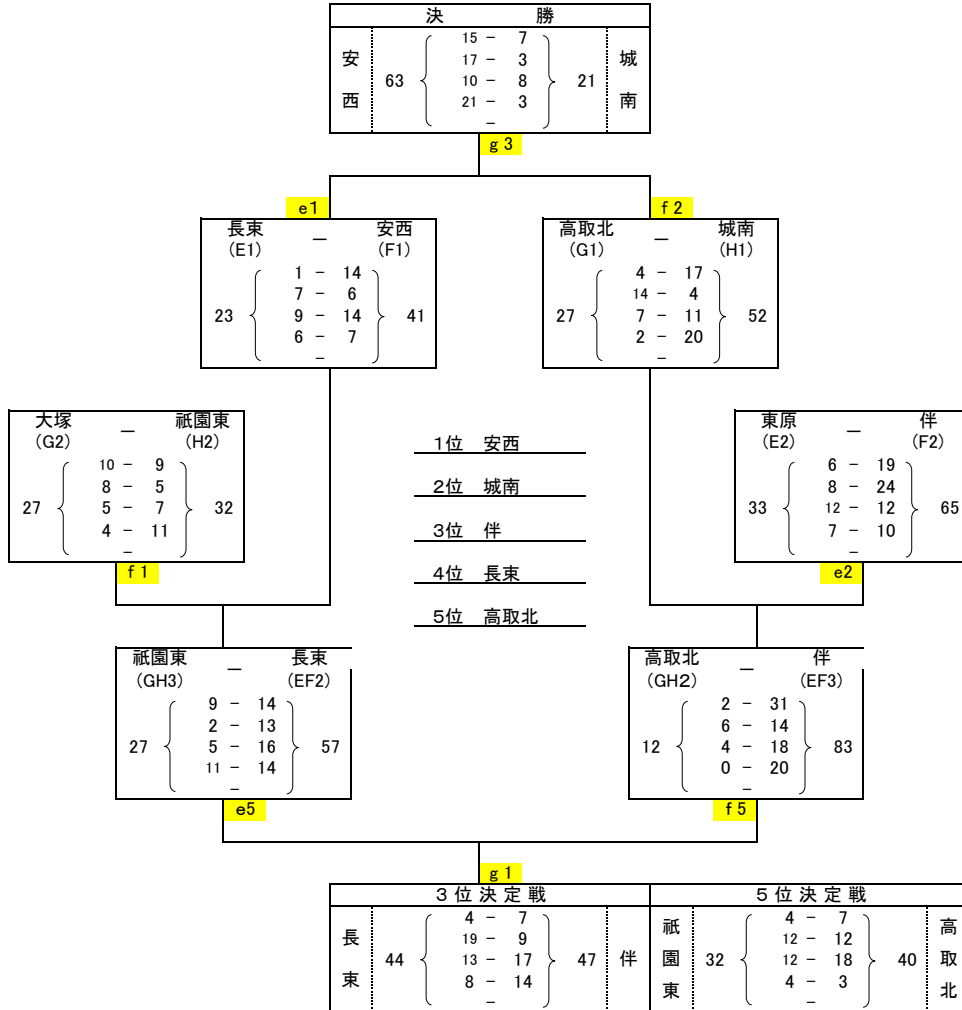 決 勝
安西 63 15 － 7 21 城南
17 － 3
10 － 8
21 － 3
－
g 3
e1 f 2
長束 － 安西 高取北 － 城南
(E1) (F1) (G1) (H1)
1 － 14 4 － 17
7 － 6 14 － 4
23 9 － 14 41 27 7 － 11 52
6 － 7 2 － 20
－ －
大塚 － 祇園東 東原 － 伴
(G2) (H2) (E2) (F2)
10 － 9 6 － 19
8 － 5 8 － 24
27 5 － 7 32 33 12 － 12 65
4 － 11 7 － 10
－ －
f 1 e2
1位 安西
2位 城南
3位 伴
4位 長束
5位 高取北
祇園東 － 長束 高取北 － 伴
(GH3) (EF2) (GH2) (EF3)
9 － 14 2 － 31
2 － 13 6 － 14
27 5 － 16 57 12 4 － 18 83
11 － 14 0 － 20
－ －
e5 f 5
g 1
3 位 決 定 戦 5 位 決 定 戦
長束 44 4 － 7 47 伴 祇園東 32 4 － 7 40 高取北
19 － 9 12 － 12
13 － 17 12 － 18
8 － 14 4 － 3
－ －